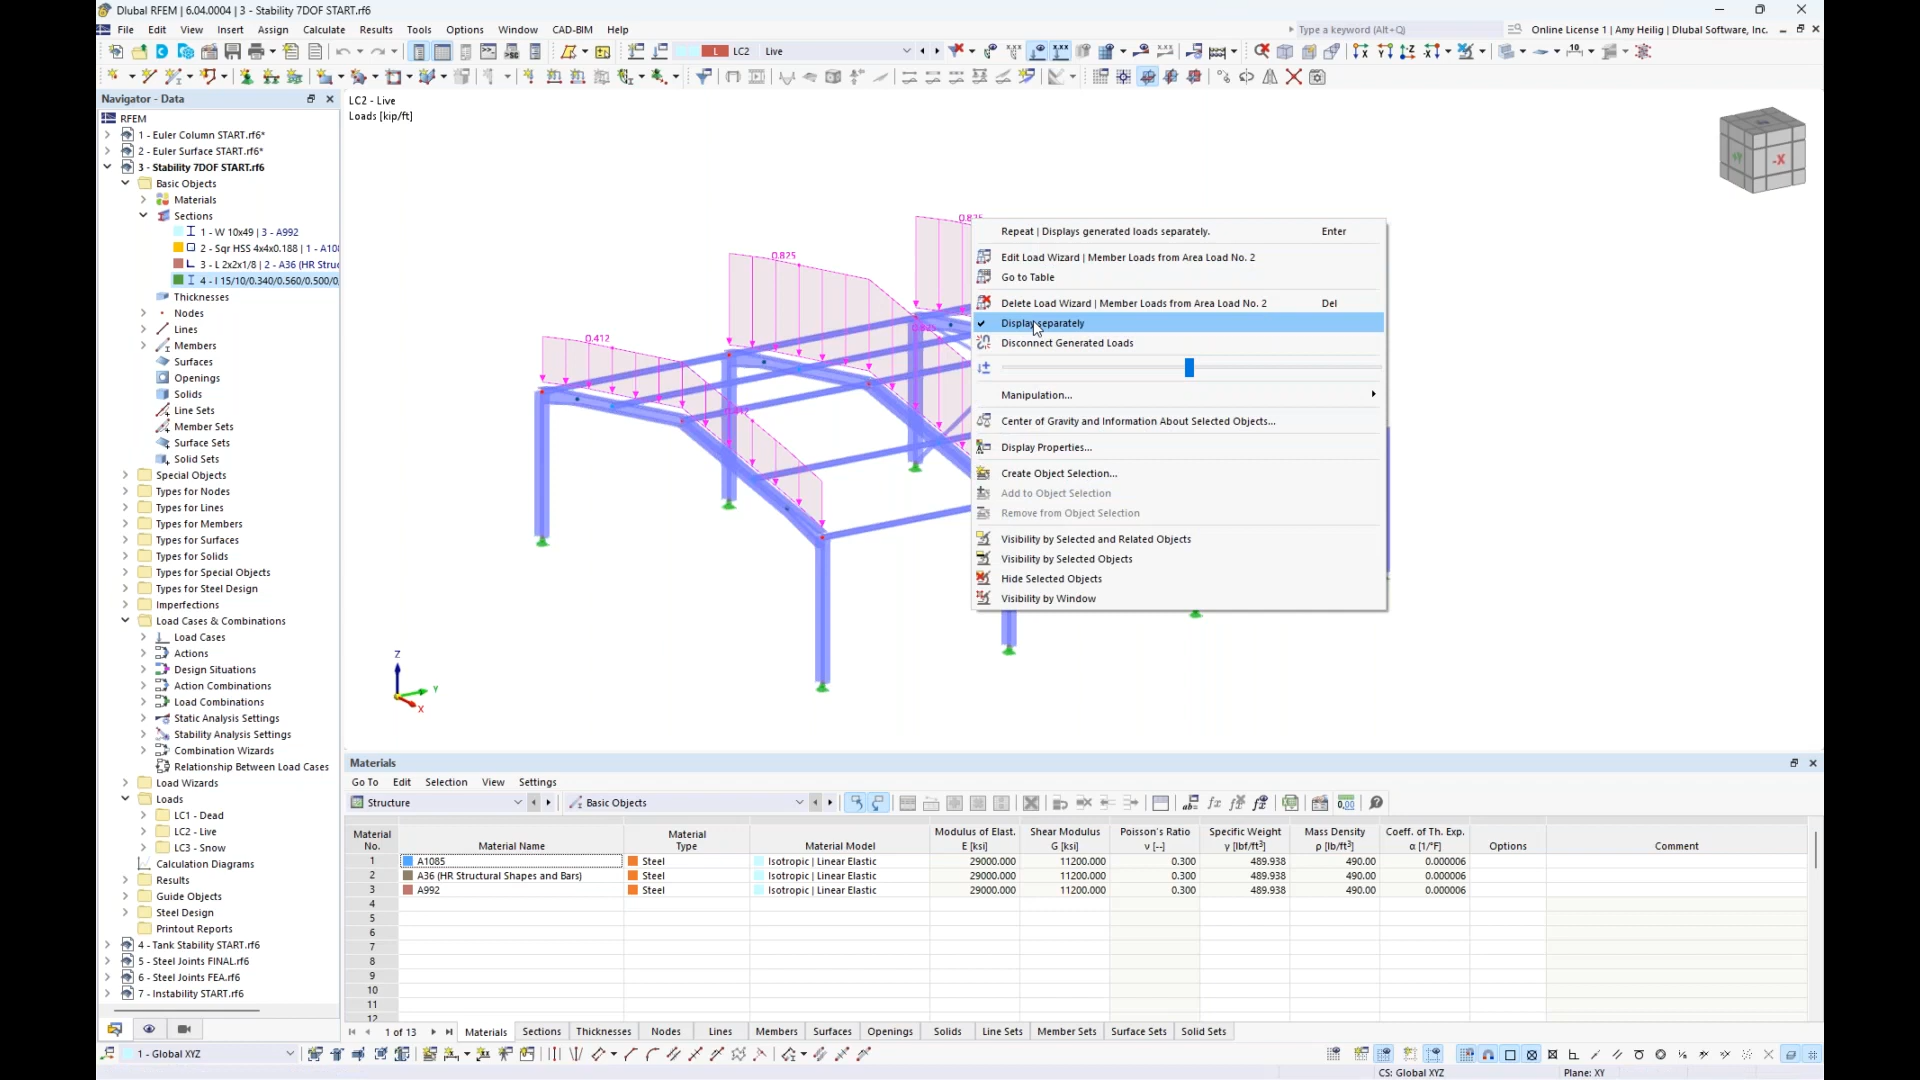 Dlubal RFEM | 6.04.0004 | 3 - Stability 7DOF START.rf6
File Edit View Insert Assign Calculate Results Tools Options Window CAD-BIM Help
Type a keyword (Alt+Q)
Online License 1 | Amy Heilig | Dlubal Software, Inc.
L LC2 Live
Navigator - Data
RFEM
1 - Euler Column START.rf6*
2 - Euler Surface START.rf6*
3 - Stability 7DOF START.rf6
Basic Objects
Materials
Sections
1 - W 10x49 | 3 - A992
2 - Sqr HSS 4x4x0.188 | 1 - A108
3 - L 2x2x1/8 | 2 - A36 (HR Struc
4 - I 15/10/0.340/0.560/0.500/0.
Thicknesses
Nodes
Lines
Members
Surfaces
Openings
Solids
Line Sets
Member Sets
Surface Sets
Solid Sets
Special Objects
Types for Nodes
Types for Lines
Types for Members
Types for Surfaces
Types for Solids
Types for Special Objects
Types for Steel Design
Imperfections
Load Cases & Combinations
Load Cases
Actions
Design Situations
Action Combinations
Load Combinations
Static Analysis Settings
Stability Analysis Settings
Combination Wizards
Relationship Between Load Cases
Load Wizards
Loads
LC1 - Dead
LC2 - Live
LC3 - Snow
Calculation Diagrams
Results
Guide Objects
Steel Design
Printout Reports
4 - Tank Stability START.rf6
5 - Steel Joints FINAL.rf6
6 - Steel Joints FEA.rf6
7 - Instability START.rf6
1 - Global XYZ
LC2 - Live
Loads [kip/ft]
0.825
0.825
0.412
0.825
0.412
Z
Y
X
-X
Repeat | Displays generated loads separately. Enter
Edit Load Wizard | Member Loads from Area Load No. 2
Go to Table
Delete Load Wizard | Member Loads from Area Load No. 2 Del
Display separately
Disconnect Generated Loads
Manipulation...
Center of Gravity and Information About Selected Objects...
Display Properties...
Create Object Selection...
Add to Object Selection
Remove from Object Selection
Visibility by Selected and Related Objects
Visibility by Selected Objects
Hide Selected Objects
Visibility by Window
Materials
Go To Edit Selection View Settings
Structure Basic Objects
Material No. Material Name Material Type Material Model Modulus of Elast. E [ksi] Shear Modulus G [ksi] Poisson's Ratio ν [--] Specific Weight γ [lbf/ft³] Mass Density ρ [lb/ft³] Coeff. of Th. Exp. α [1/°F] Options Comment
1 A1085 Steel Isotropic | Linear Elastic 29000.000 11200.000 0.300 489.938 490.00 0.000006
2 A36 (HR Structural Shapes and Bars) Steel Isotropic | Linear Elastic 29000.000 11200.000 0.300 489.938 490.00 0.000006
3 A992 Steel Isotropic | Linear Elastic 29000.000 11200.000 0.300 489.938 490.00 0.000006
4
5
6
7
8
9
10
11
12
1 of 13 Materials Sections Thicknesses Nodes Lines Members Surfaces Openings Solids Line Sets Member Sets Surface Sets Solid Sets
CS: Global XYZ Plane: XY